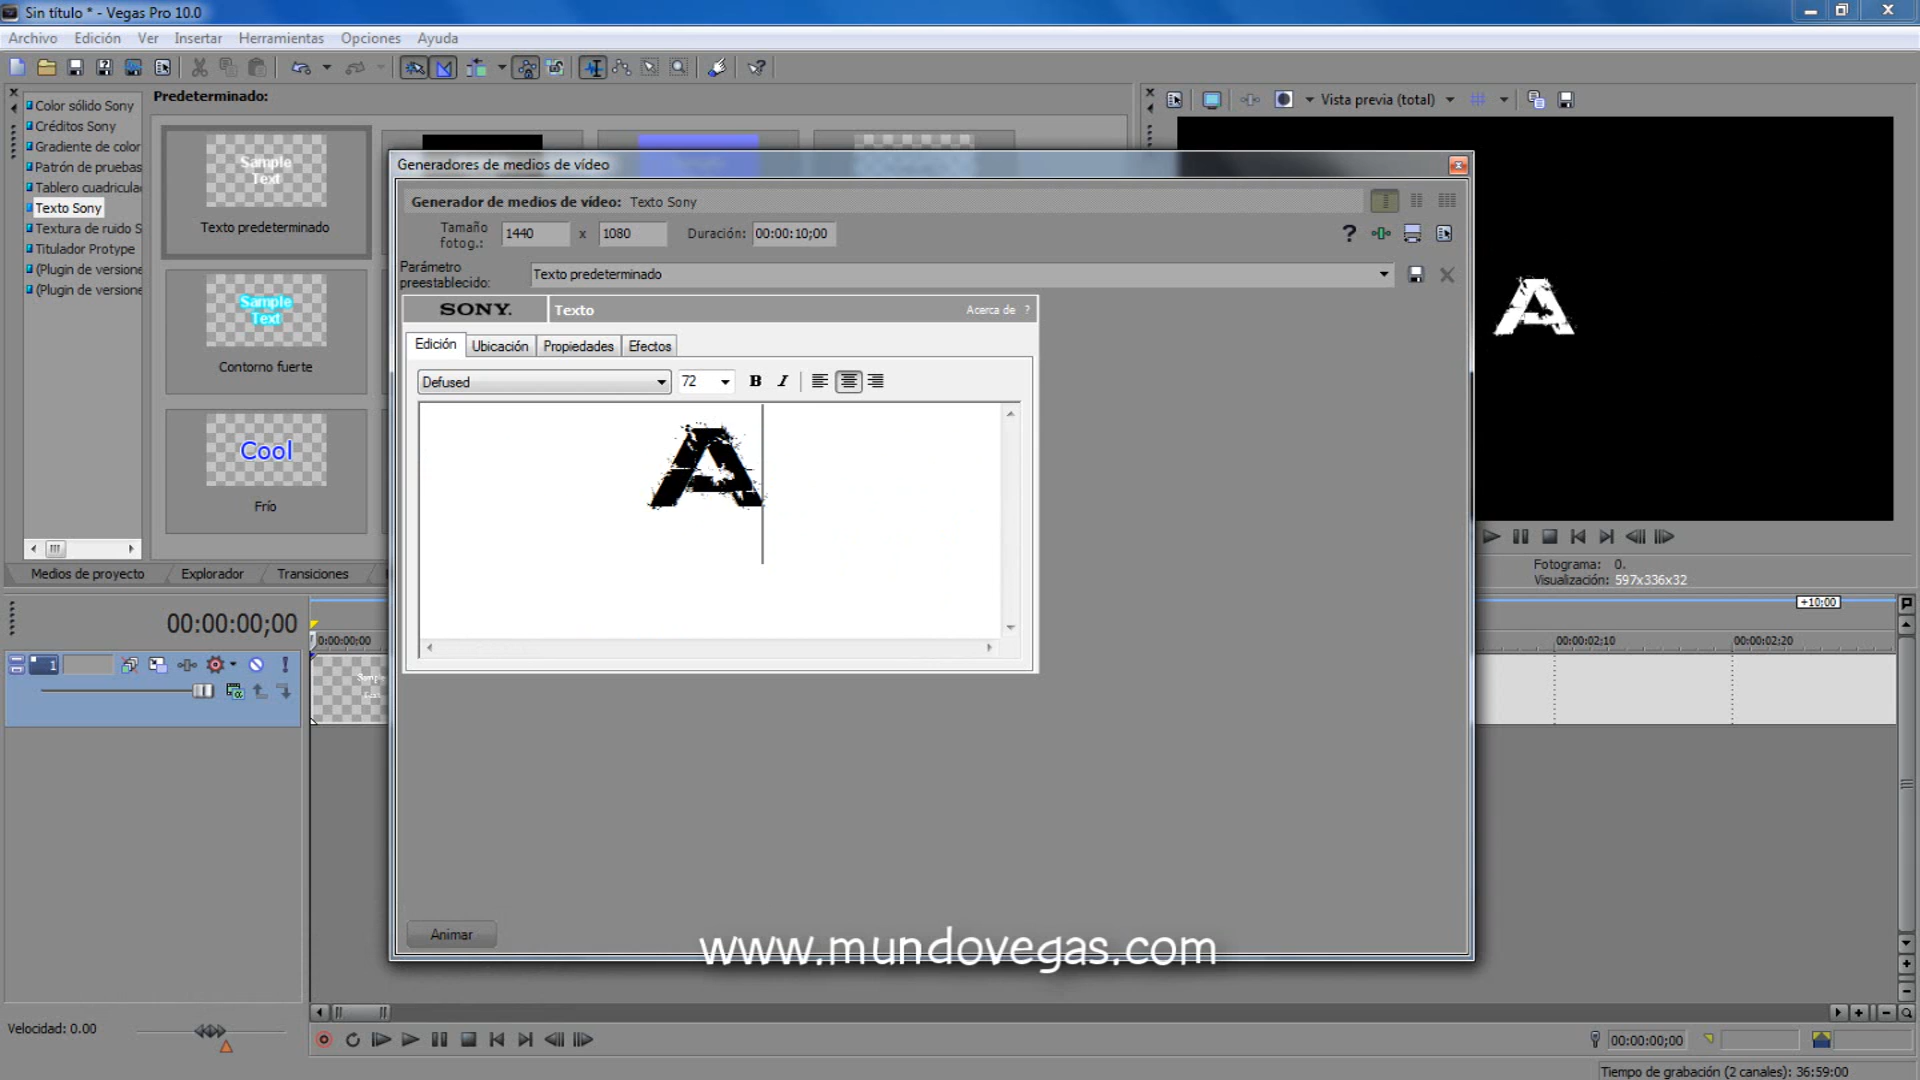 Sin título * - Vegas Pro 10.0
Archivo Edición Ver Insertar Herramientas Opciones Ayuda
Color sólido Sony
Créditos Sony
Gradiente de color
Patrón de pruebas
Tablero cuadricula
Texto Sony
Textura de ruido S
Titulador Protype
(Plugin de versione
(Plugin de versione
Predeterminado:
Sample
Text
Texto predeterminado
Sample
Text
Contorno fuerte
Cool
Frío
Medios de proyecto Explorador Transiciones
Generadores de medios de vídeo
Generador de medios de vídeo: Texto Sony
Tamaño
fotog.: 1440 x 1080 Duración: 00:00:10;00
Parámetro
preestablecido: Texto predeterminado
SONY. Texto Acerca de ?
Edición Ubicación Propiedades Efectos
Defused 72 B I
A
Animar
www.mundovegas.com
Vista previa (total)
A
Fotograma: 0.
Visualización: 597x336x32
+10;00
00:00:00;00
0:00:00:00
00:00:02;10 00:00:02;20
1
Sample
Text
Velocidad: 0.00
00:00:00;00
Tiempo de grabación (2 canales): 36:59:00